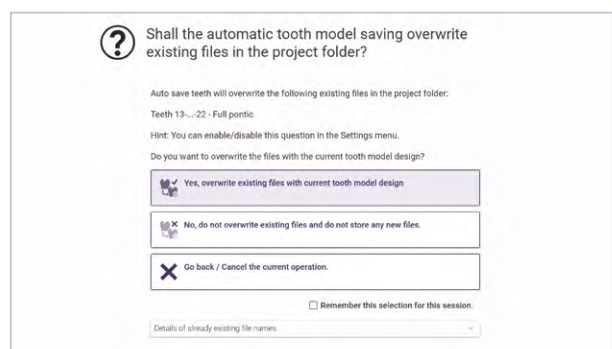 Shall the automatic tooth model saving overwrite
existing files in the project folder?
Auto save teeth will overwrite the following existing files in the project folder:
Teeth 13-...-22 - Full pontic
Hint: You can enable/disable this question in the Settings menu.
Do you want to overwrite the files with the current tooth model design?
Yes, overwrite existing files with current tooth model design
No, do not overwrite existing files and do not store any new files.
Go back / Cancel the current operation.
Remember this selection for this session.
Details of already existing file names